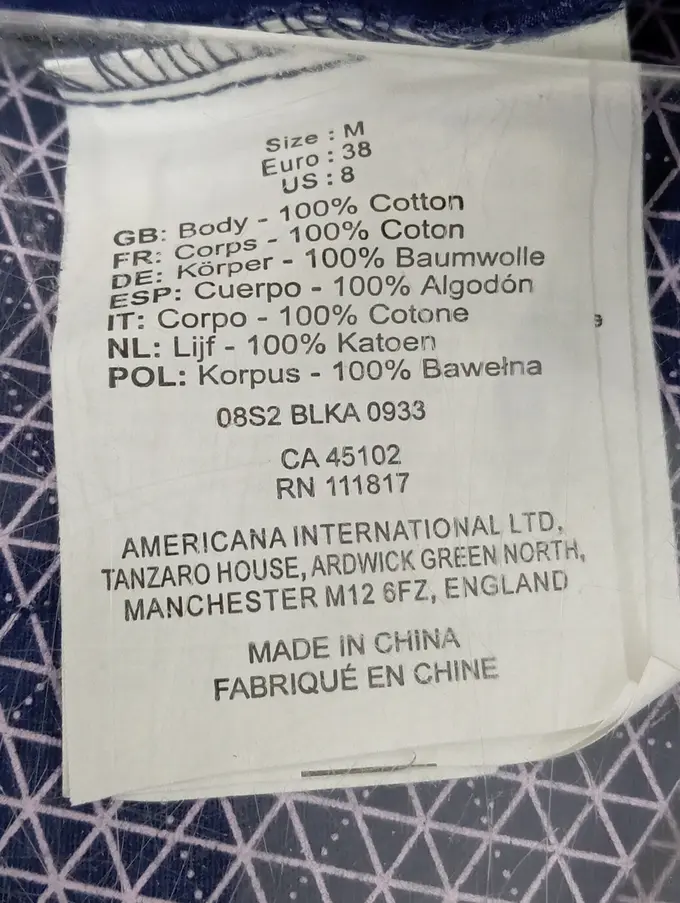 Size : M
Euro : 38
US : 8
GB: Body - 100% Cotton
FR: Corps - 100% Coton
DE: Körper - 100% Baumwolle
ESP: Cuerpo - 100% Algodón
IT: Corpo - 100% Cotone
NL: Lijf - 100% Katoen
POL: Korpus - 100% Bawełna
08S2 BLKA 0933
CA 45102
RN 111817
AMERICANA INTERNATIONAL LTD,
TANZARO HOUSE, ARDWICK GREEN NORTH,
MANCHESTER M12 6FZ, ENGLAND
MADE IN CHINA
FABRIQUÉ EN CHINE